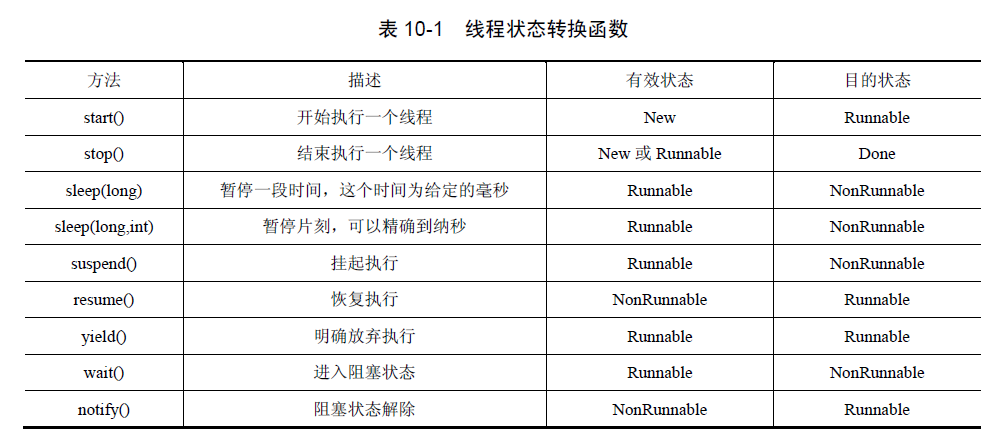 表 10-1 线程状态转换函数
方法 描述 有效状态 目的状态
start() 开始执行一个线程 New Runnable
stop() 结束执行一个线程 New 或 Runnable Done
sleep(long) 暂停一段时间，这个时间为给定的毫秒 Runnable NonRunnable
sleep(long,int) 暂停片刻，可以精确到纳秒 Runnable NonRunnable
suspend() 挂起执行 Runnable NonRunnable
resume() 恢复执行 NonRunnable Runnable
yield() 明确放弃执行 Runnable Runnable
wait() 进入阻塞状态 Runnable NonRunnable
notify() 阻塞状态解除 NonRunnable Runnable